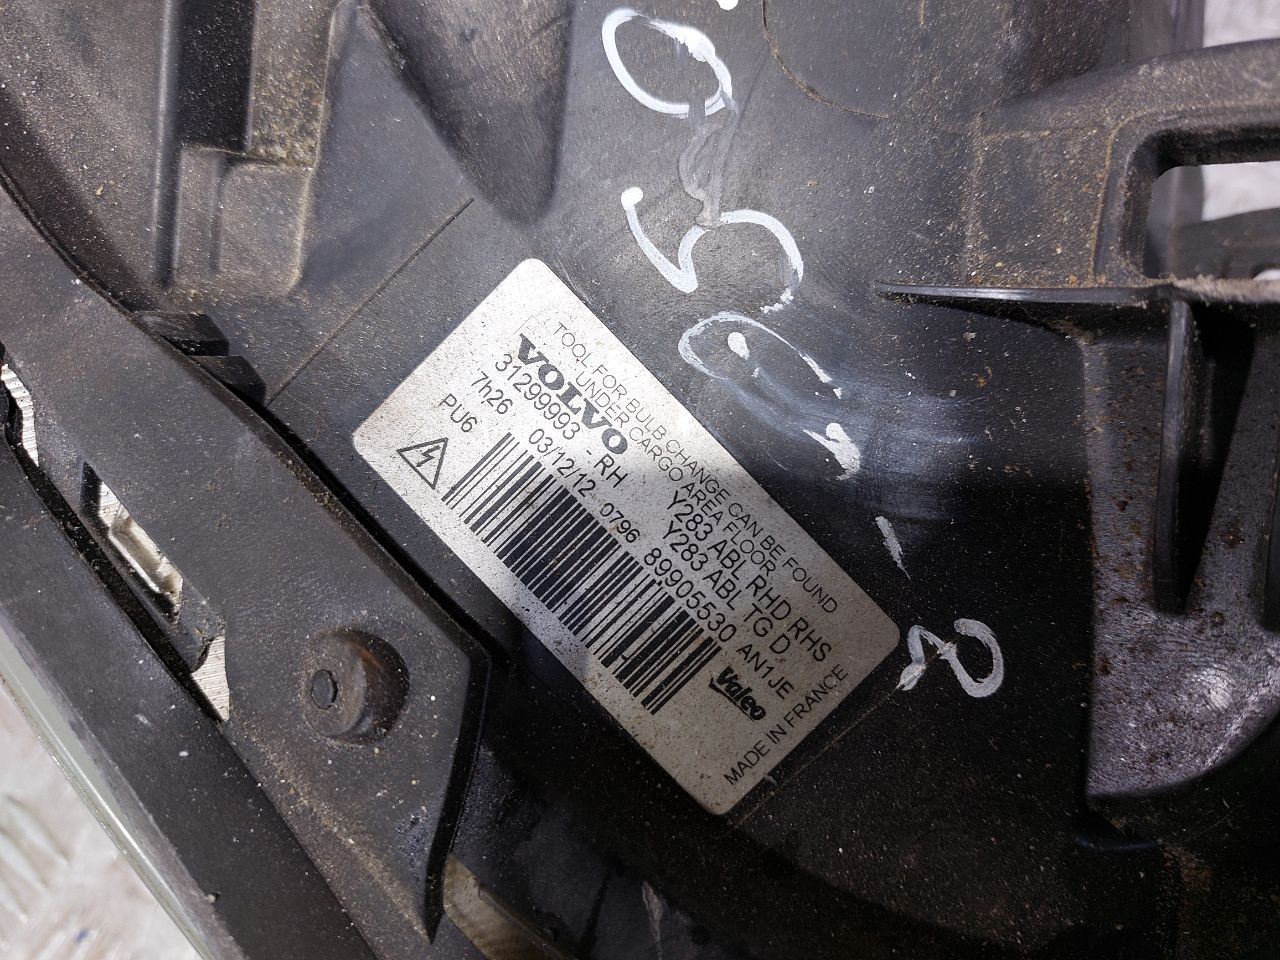 TOOL FOR BULB CHANGE CAN BE FOUND
UNDER CARGO AREA FLOOR
VOLVO
31299993 - RH
Y283 ABL RHD RHS
Y283 ABL TG D
7h26 03/12/12 0796 89905530 AN1JE
PU6
Valeo
MADE IN FRANCE